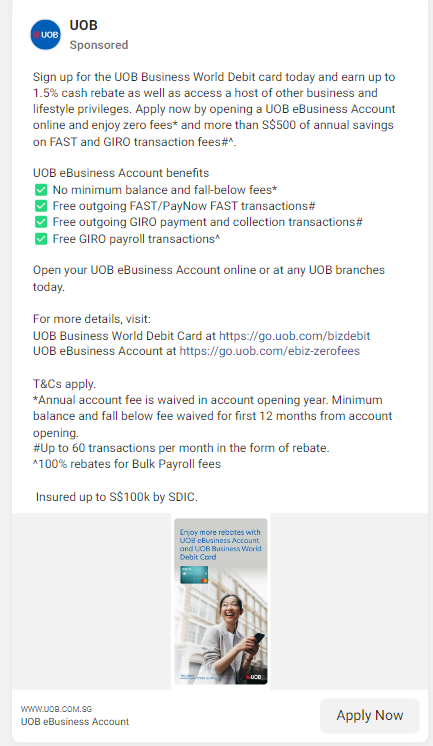 UOB
UOB
Sponsored
Sign up for the UOB Business World Debit card today and earn up to
1.5% cash rebate as well as access a host of other business and
lifestyle privileges. Apply now by opening a UOB eBusiness Account
online and enjoy zero fees* and more than S$500 of annual savings
on FAST and GIRO transaction fees#^.
UOB eBusiness Account benefits
✅ No minimum balance and fall-below fees*
✅ Free outgoing FAST/PayNow FAST transactions#
✅ Free outgoing GIRO payment and collection transactions#
✅ Free GIRO payroll transactions^
Open your UOB eBusiness Account online or at any UOB branches
today.
For more details, visit:
UOB Business World Debit Card at https://go.uob.com/bizdebit
UOB eBusiness Account at https://go.uob.com/ebiz-zerofees
T&Cs apply.
*Annual account fee is waived in account opening year. Minimum
balance and fall below fee waived for first 12 months from account
opening.
#Up to 60 transactions per month in the form of rebate.
^100% rebates for Bulk Payroll fees
Insured up to S$100k by SDIC.
Enjoy more rebates with
UOB eBusiness Account
and UOB Business World
Debit Card
UOB
WWW.UOB.COM.SG
UOB eBusiness Account
Apply Now